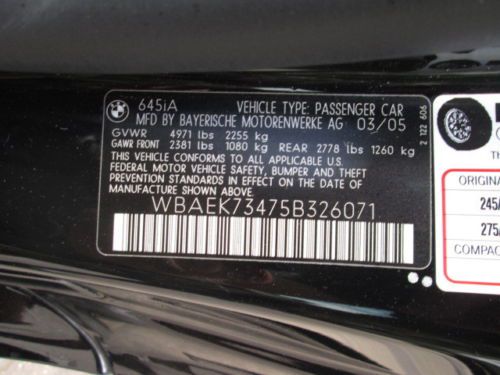 645iA VEHICLE TYPE: PASSENGER CAR
MFD BY BAYERISCHE MOTORENWERKE AG 03/05
GVWR 4971 lbs 2255 kg
GAWR FRONT 2381 lbs 1080 kg REAR 2778 lbs 1260 kg
THIS VEHICLE CONFORMS TO ALL APPLICABLE
FEDERAL MOTOR VEHICLE SAFETY, BUMPER AND THEFT
PREVENTION STANDARDS IN EFFECT ON THE DATE OF
MANUFACTURE SHOWN ABOVE.
WBAEK73475B326071
2 122 606
ORIGINA
245/
275/
COMPAC